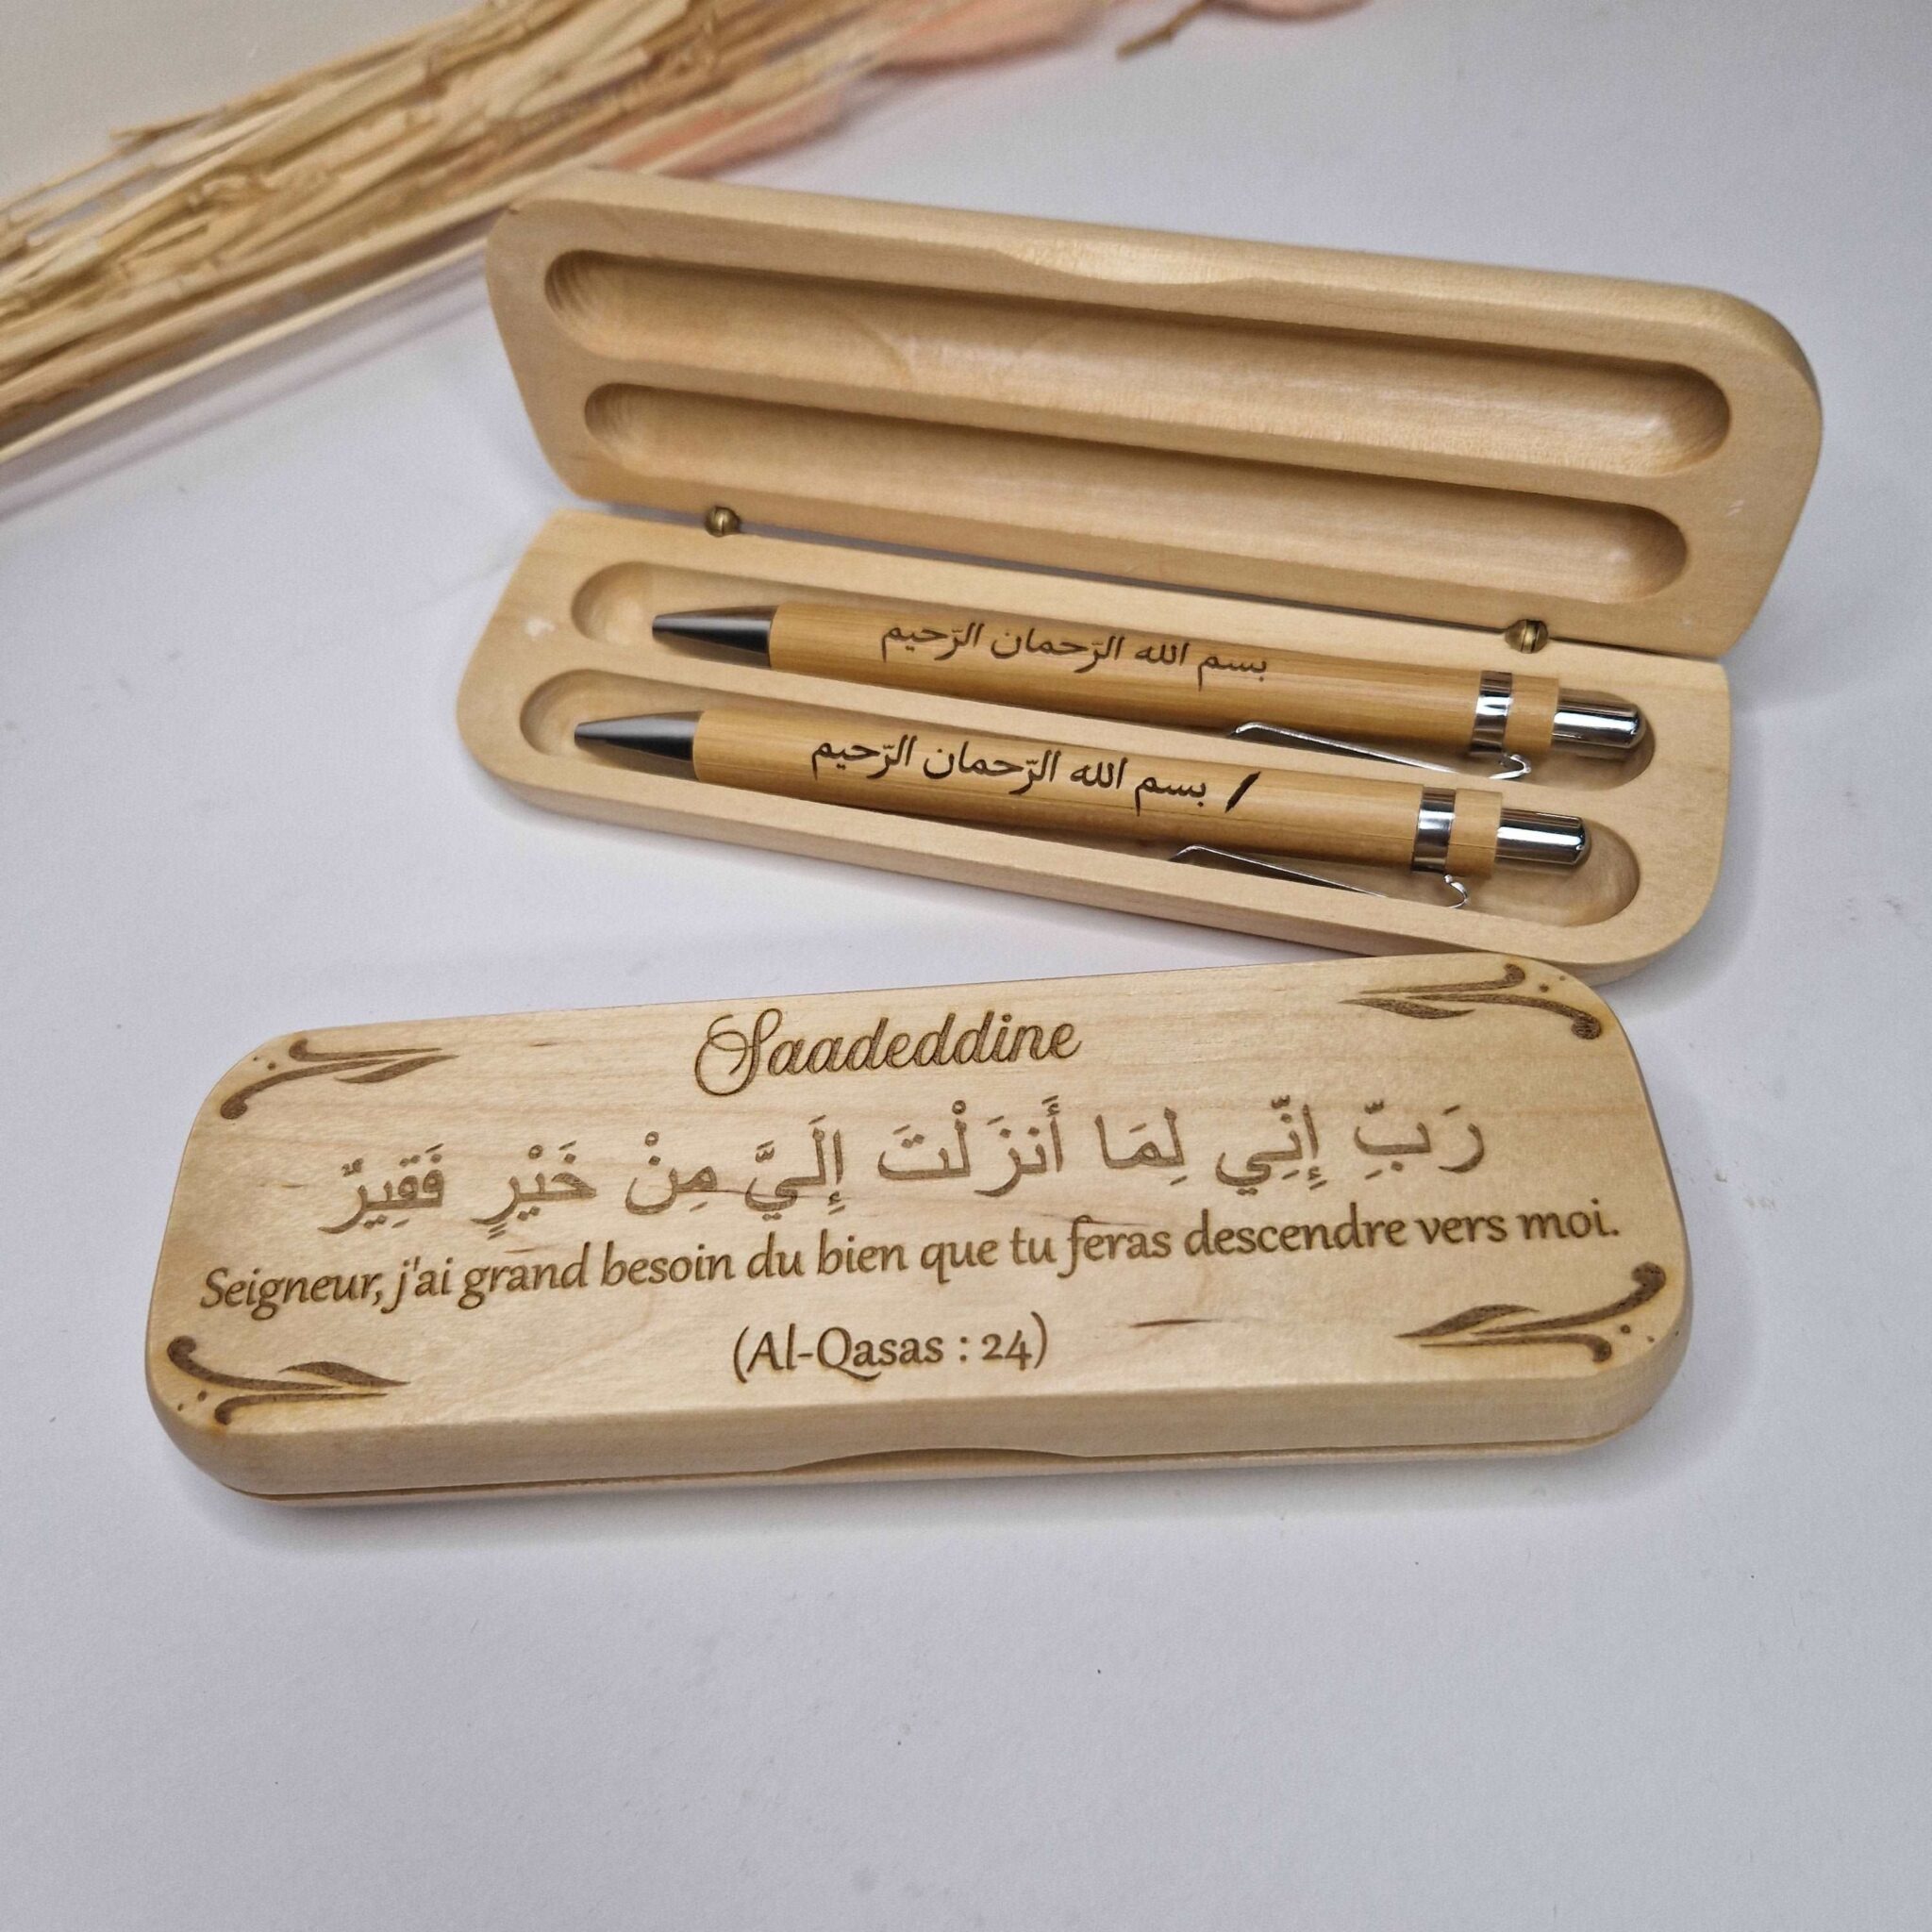 بسم الله الرّحمان الرّحيم
بسم الله الرّحمان الرّحيم
Saadeddine
رَبِّ إِنِّي لِمَا أَنزَلْتَ إِلَيَّ مِنْ خَيْرٍ فَقِيرٌ
Seigneur, j'ai grand besoin du bien que tu feras descendre vers moi.
(Al-Qasas : 24)